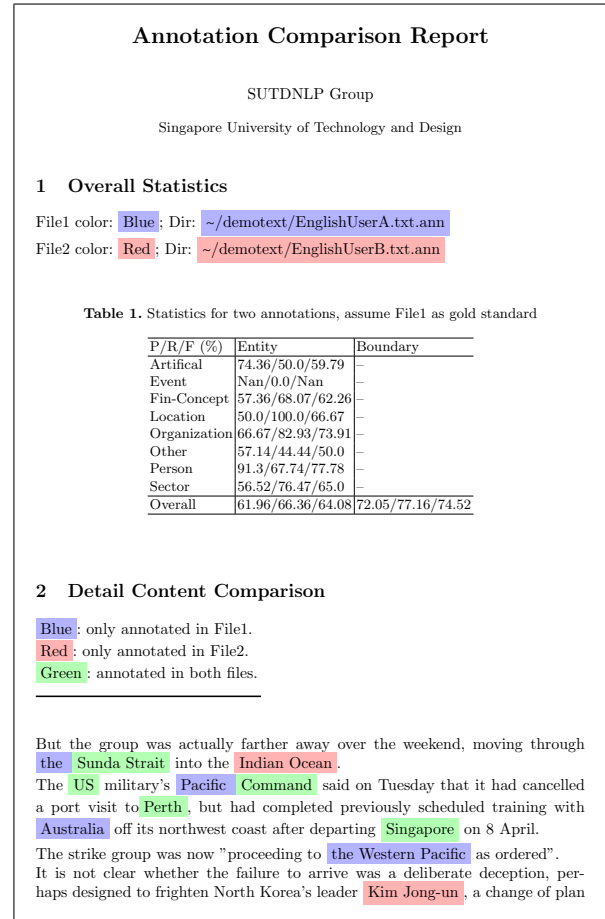 Annotation Comparison Report
SUTDNLP Group
Singapore University of Technology and Design
1 Overall Statistics
File1 color: Blue ; Dir: ~/demotext/EnglishUserA.txt.ann
File2 color: Red ; Dir: ~/demotext/EnglishUserB.txt.ann
Table 1. Statistics for two annotations, assume File1 as gold standard
P/R/F (%) Entity Boundary
Artifical 74.36/50.0/59.79 –
Event Nan/0.0/Nan –
Fin-Concept 57.36/68.07/62.26 –
Location 50.0/100.0/66.67 –
Organization 66.67/82.93/73.91 –
Other 57.14/44.44/50.0 –
Person 91.3/67.74/77.78 –
Sector 56.52/76.47/65.0 –
Overall 61.96/66.36/64.08 72.05/77.16/74.52
2 Detail Content Comparison
Blue : only annotated in File1.
Red : only annotated in File2.
Green : annotated in both files.
But the group was actually farther away over the weekend, moving through
the Sunda Strait into the Indian Ocean .
The US military's Pacific Command said on Tuesday that it had cancelled
a port visit to Perth , but had completed previously scheduled training with
Australia off its northwest coast after departing Singapore on 8 April.
The strike group was now "proceeding to the Western Pacific as ordered".
It is not clear whether the failure to arrive was a deliberate deception, per-
haps designed to frighten North Korea's leader Kim Jong-un , a change of plan